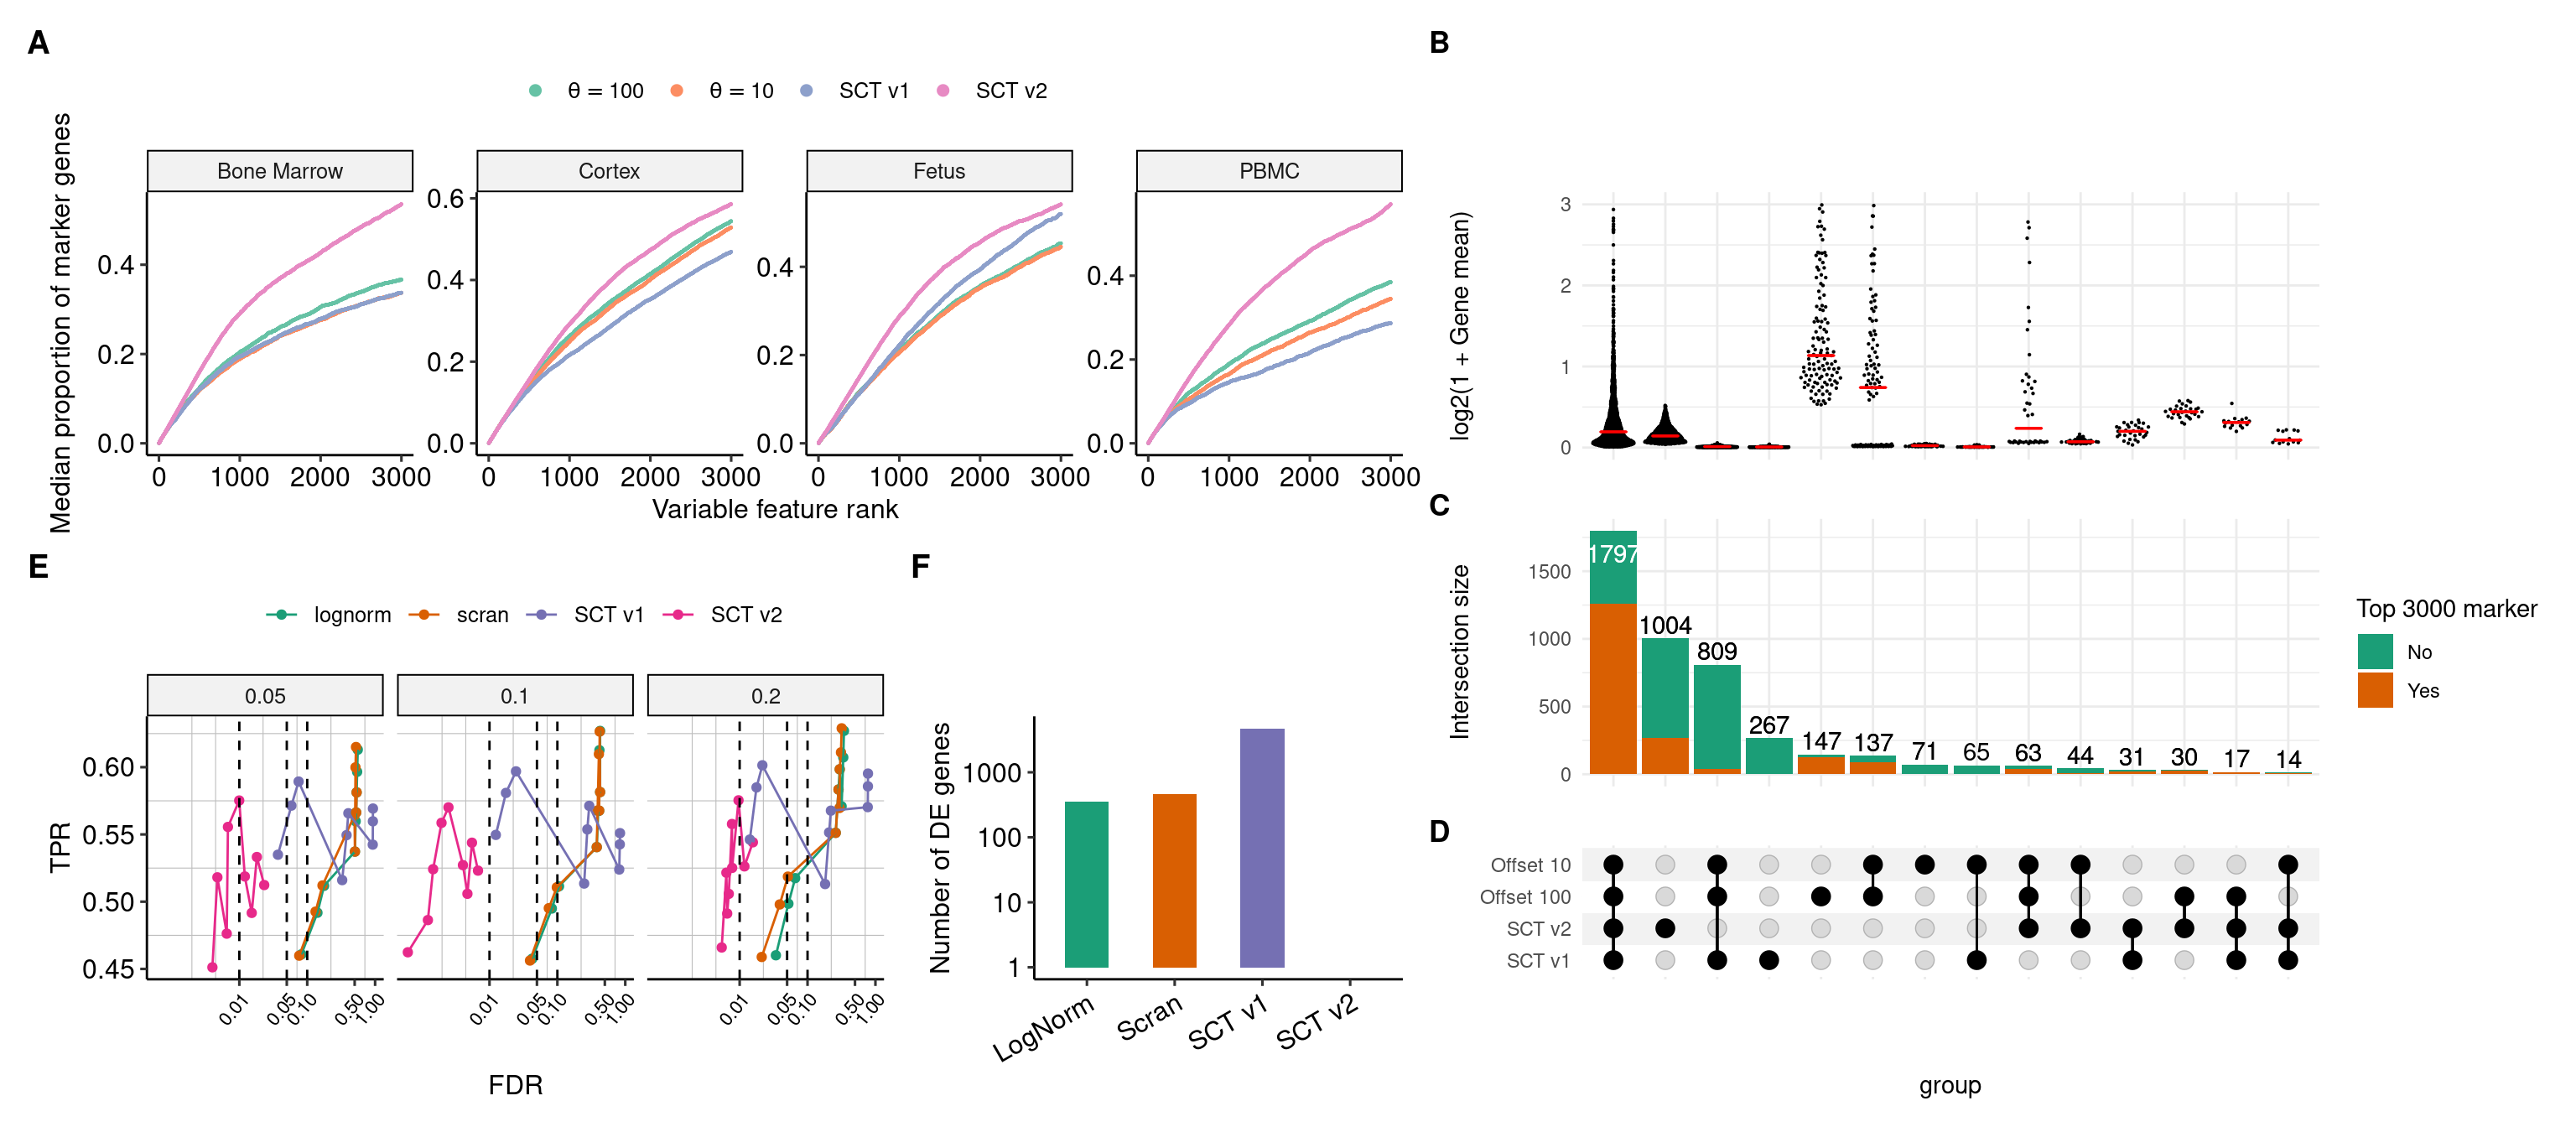 A
θ = 100 θ = 10 SCT v1 SCT v2
Median proportion of marker genes
Bone Marrow Cortex Fetus PBMC
0.4
0.2
0.0
0.6
0.4
0.2
0.0
0.4
0.2
0.0
0.4
0.2
0.0
0 1000 2000 3000 0 1000 2000 3000 0 1000 2000 3000 0 1000 2000 3000
Variable feature rank
B
log2(1 + Gene mean)
3
2
1
0
C
Intersection size
1500
1000
500
0
1797 1004 809 267 147 137 71 65 63 44 31 30 17 14
Top 3000 marker
No
Yes
D
Offset 10
Offset 100
SCT v2
SCT v1
group
E
lognorm scran SCT v1 SCT v2
TPR
0.05 0.1 0.2
0.60
0.55
0.50
0.45
0.01 0.05 0.10 0.50 1.00 0.01 0.05 0.10 0.50 1.00 0.01 0.05 0.10 0.50 1.00
FDR
F
Number of DE genes
1000
100
10
1
LogNorm Scran SCT v1 SCT v2